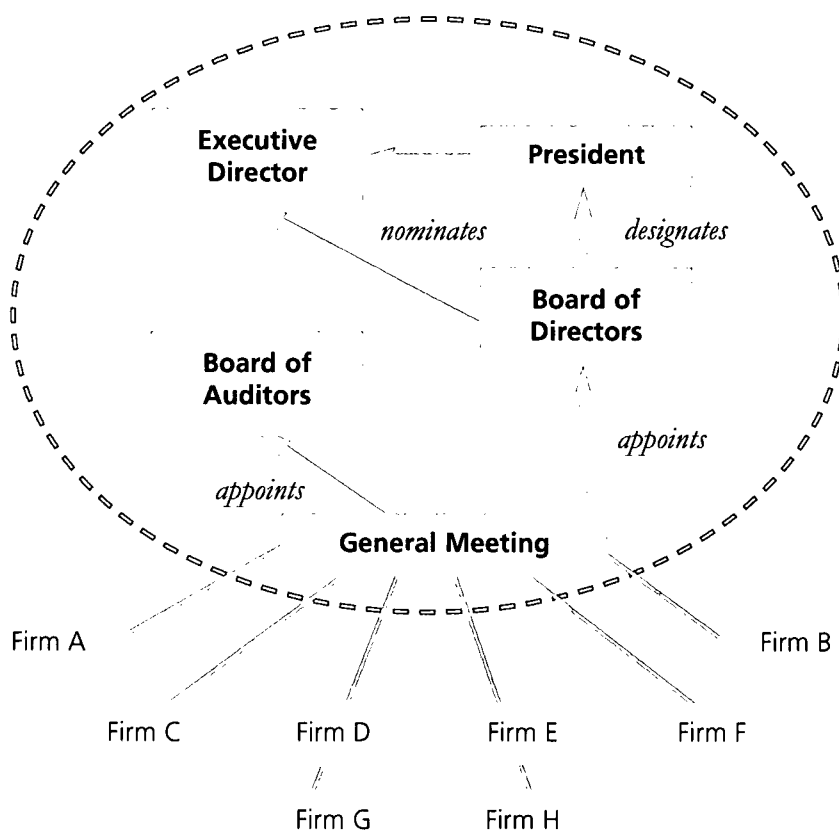 Executive
Director
President
nominates
designates
Board of
Directors
Board of
Auditors
appoints
appoints
General Meeting
Firm A
Firm B
Firm C
Firm D
Firm E
Firm F
Firm G
Firm H